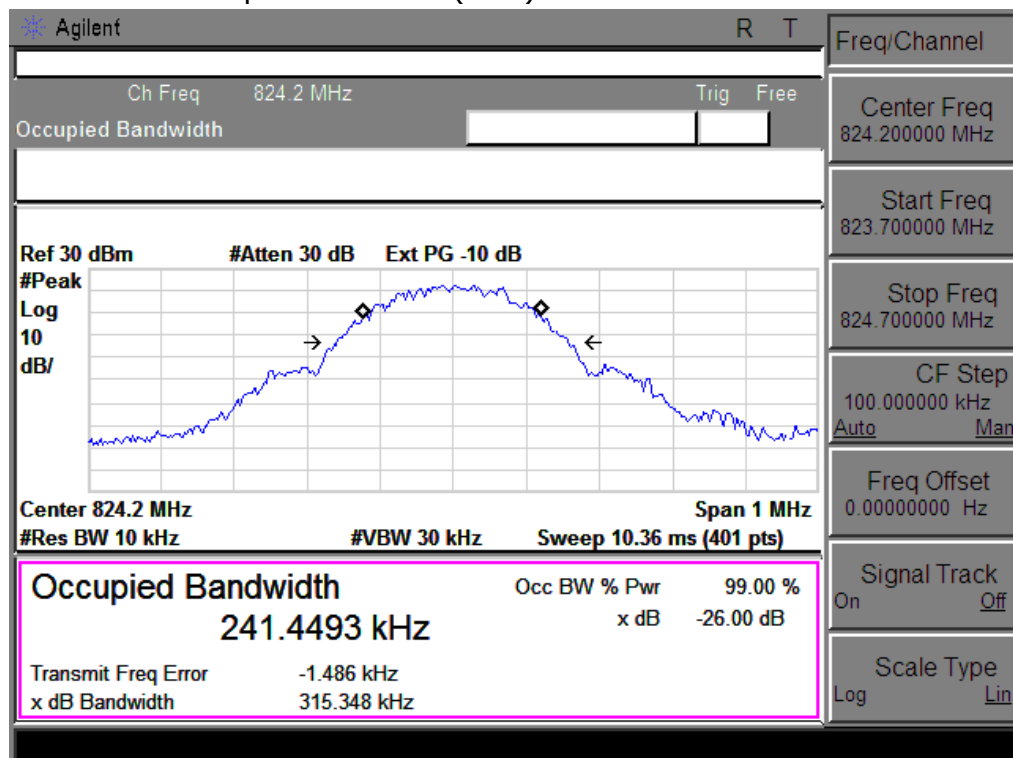 Agilent R T
Ch Freq 824.2 MHz Trig Free
Occupied Bandwidth
Ref 30 dBm #Atten 30 dB Ext PG -10 dB
#Peak
Log
10
dB/
Center 824.2 MHz Span 1 MHz
#Res BW 10 kHz #VBW 30 kHz Sweep 10.36 ms (401 pts)
Occupied Bandwidth Occ BW % Pwr 99.00 %
241.4493 kHz x dB -26.00 dB
Transmit Freq Error -1.486 kHz
x dB Bandwidth 315.348 kHz
Freq/Channel
Center Freq
824.200000 MHz
Start Freq
823.700000 MHz
Stop Freq
824.700000 MHz
CF Step
100.000000 kHz
Auto Man
Freq Offset
0.00000000 Hz
Signal Track
On Off
Scale Type
Log Lin